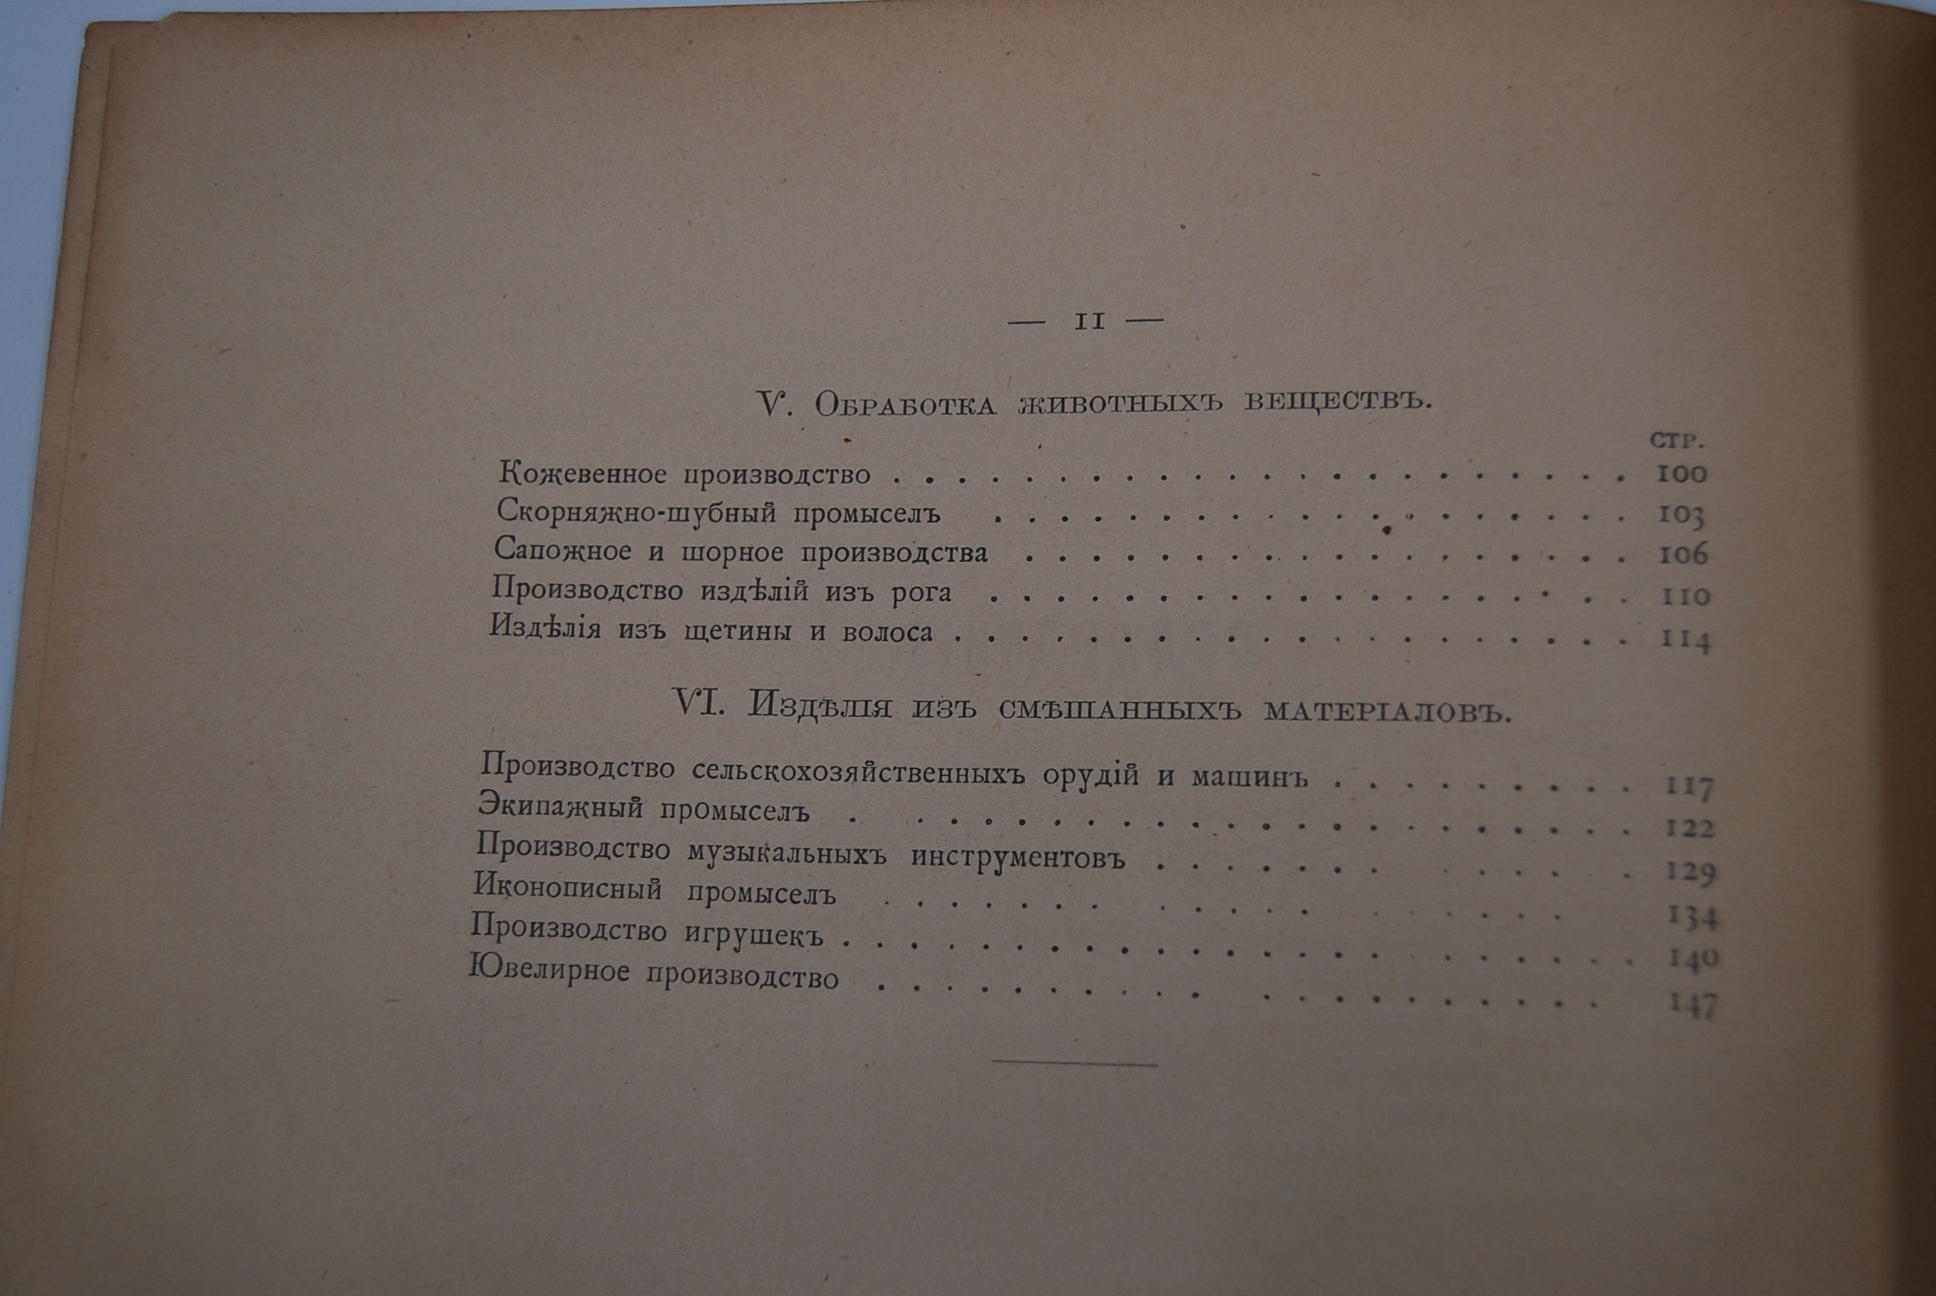 — II —
V. Обработка животныхъ веществъ.
стр.
Кожевенное производство . . . . . . . . . . . . . . . . . . . . . . 100
Скорняжно-шубный промыселъ . . . . . . . . . . . . . . . . . . . 103
Сапожное и шорное производства . . . . . . . . . . . . . . . . . . 106
Производство издѣлій изъ рога . . . . . . . . . . . . . . . . . . . 110
Издѣлія изъ щетины и волоса . . . . . . . . . . . . . . . . . . . . 114
VI. Издѣлія изъ смѣшанныхъ матеріаловъ.
Производство сельскохозяйственныхъ орудій и машинъ . . . . . . . . . 117
Экипажный промыселъ . . . . . . . . . . . . . . . . . . . . . . . 122
Производство музыкальныхъ инструментовъ . . . . . . . . . . . . 129
Иконописный промыселъ . . . . . . . . . . . . . . . . . . 134
Производство игрушекъ . . . . . . . . . . . . . . . . . . . . . . . 140
Ювелирное производство . . . . . . . . . . . . . . . . . . . . 147